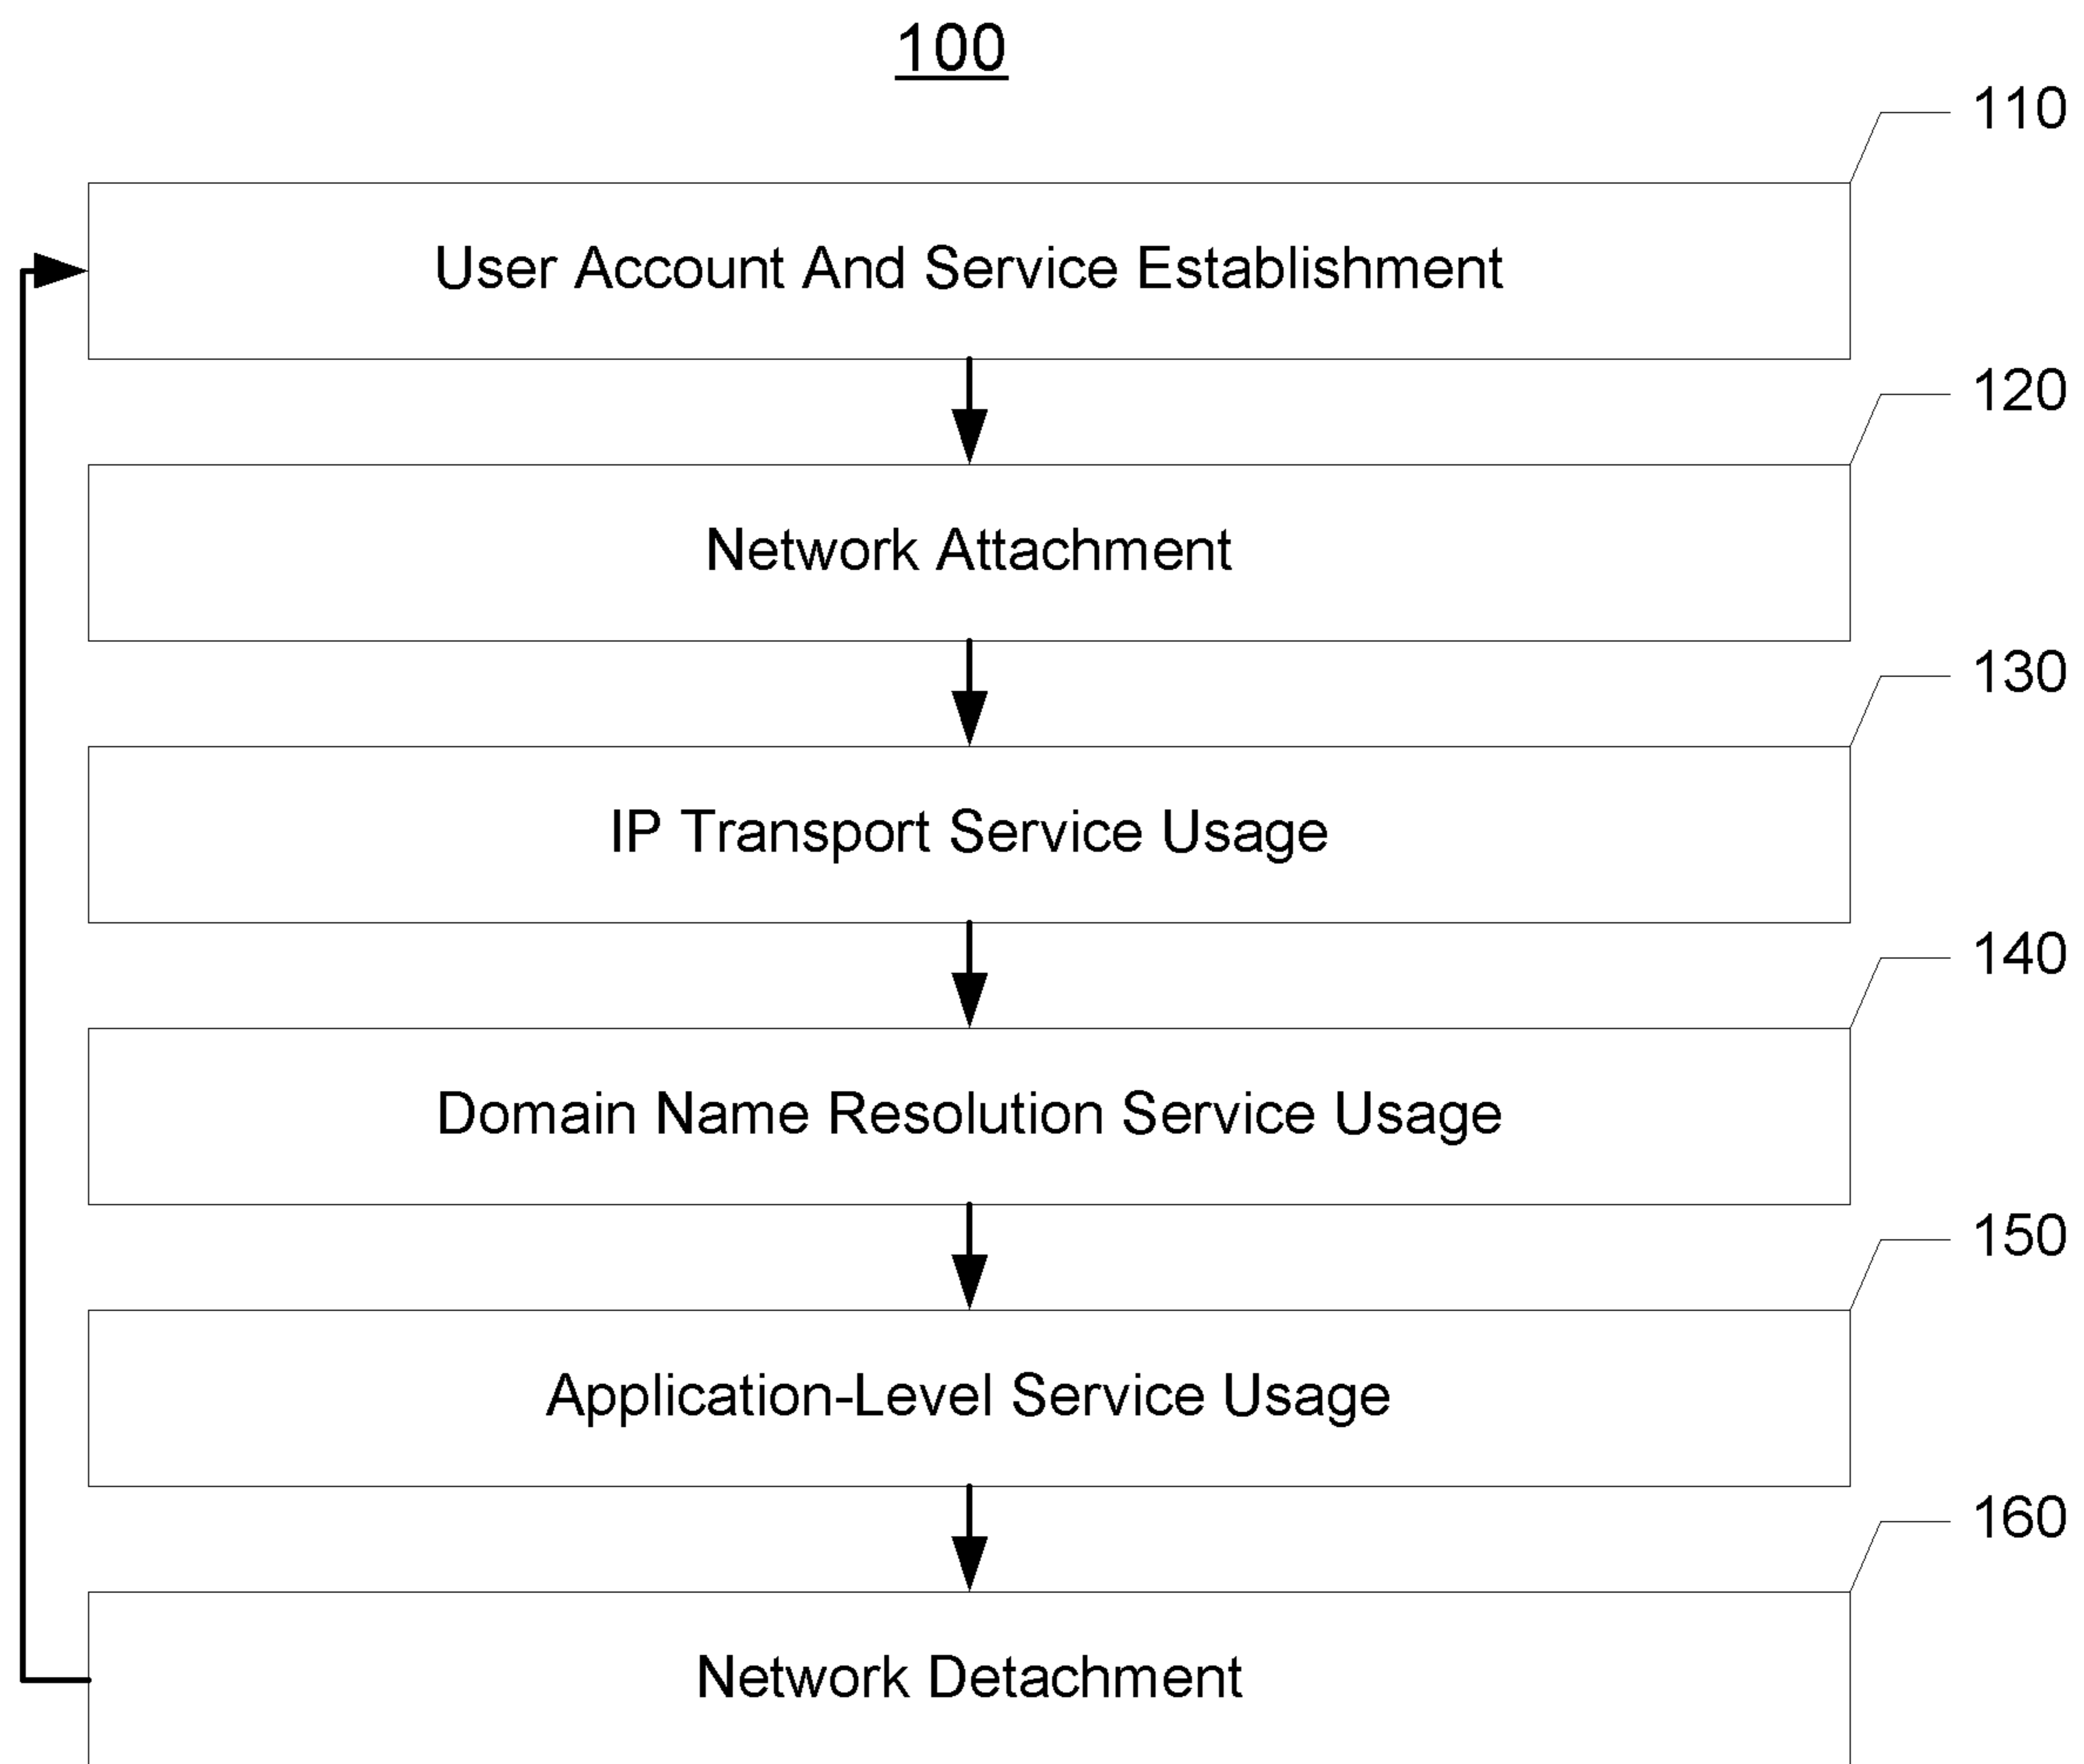 100
110
User Account And Service Establishment
120
Network Attachment
130
IP Transport Service Usage
140
Domain Name Resolution Service Usage
150
Application-Level Service Usage
160
Network Detachment